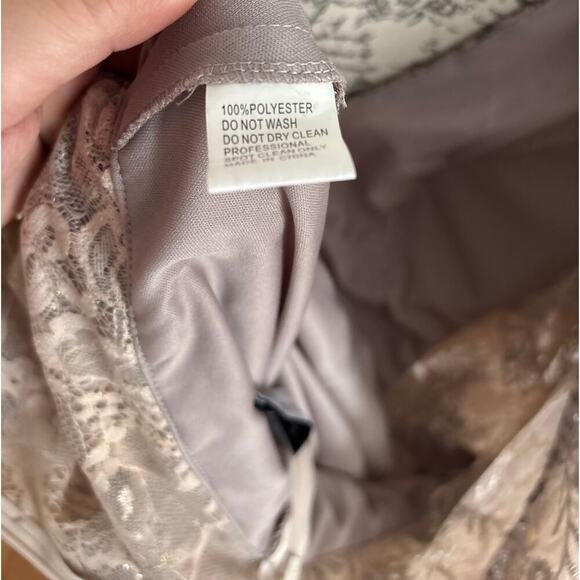 100%POLYESTER
DO NOT WASH
DO NOT DRY CLEAN
PROFESSIONAL
SPOT CLEAN ONLY
MADE IN CHINA